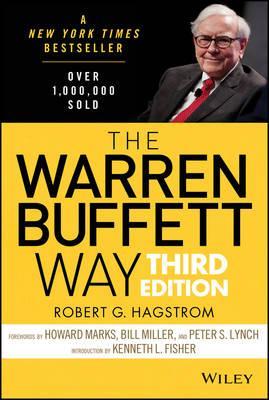 A
NEW YORK TIMES
BESTSELLER
OVER
1,000,000
SOLD
THE
WARREN
BUFFETT
WAY THIRD
EDITION
ROBERT G. HAGSTROM
FOREWORDS BY HOWARD MARKS, BILL MILLER, AND PETER S. LYNCH
INTRODUCTION BY KENNETH L. FISHER
WILEY